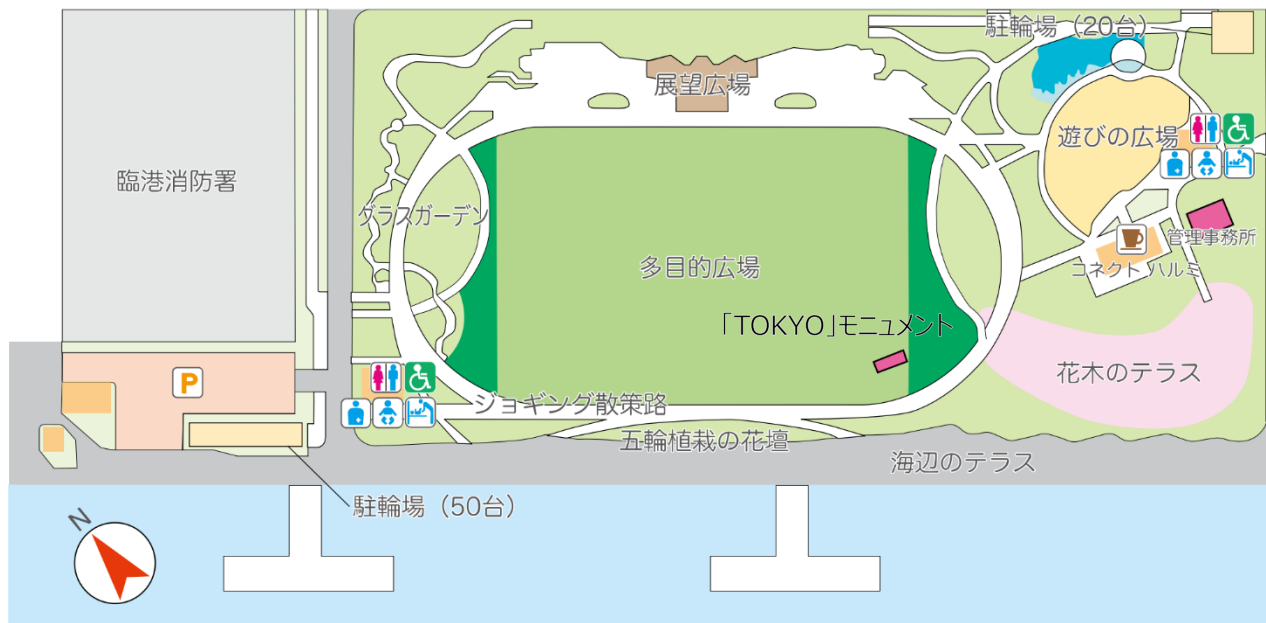 駐輪場（20台）
展望広場
遊びの広場
臨港消防署
グラスガーデン
管理事務所
多目的広場
コネクト ハルミ
「TOKYO」モニュメント
花木のテラス
P
ジョギング散策路
五輪植栽の花壇
海辺のテラス
駐輪場（50台）
N